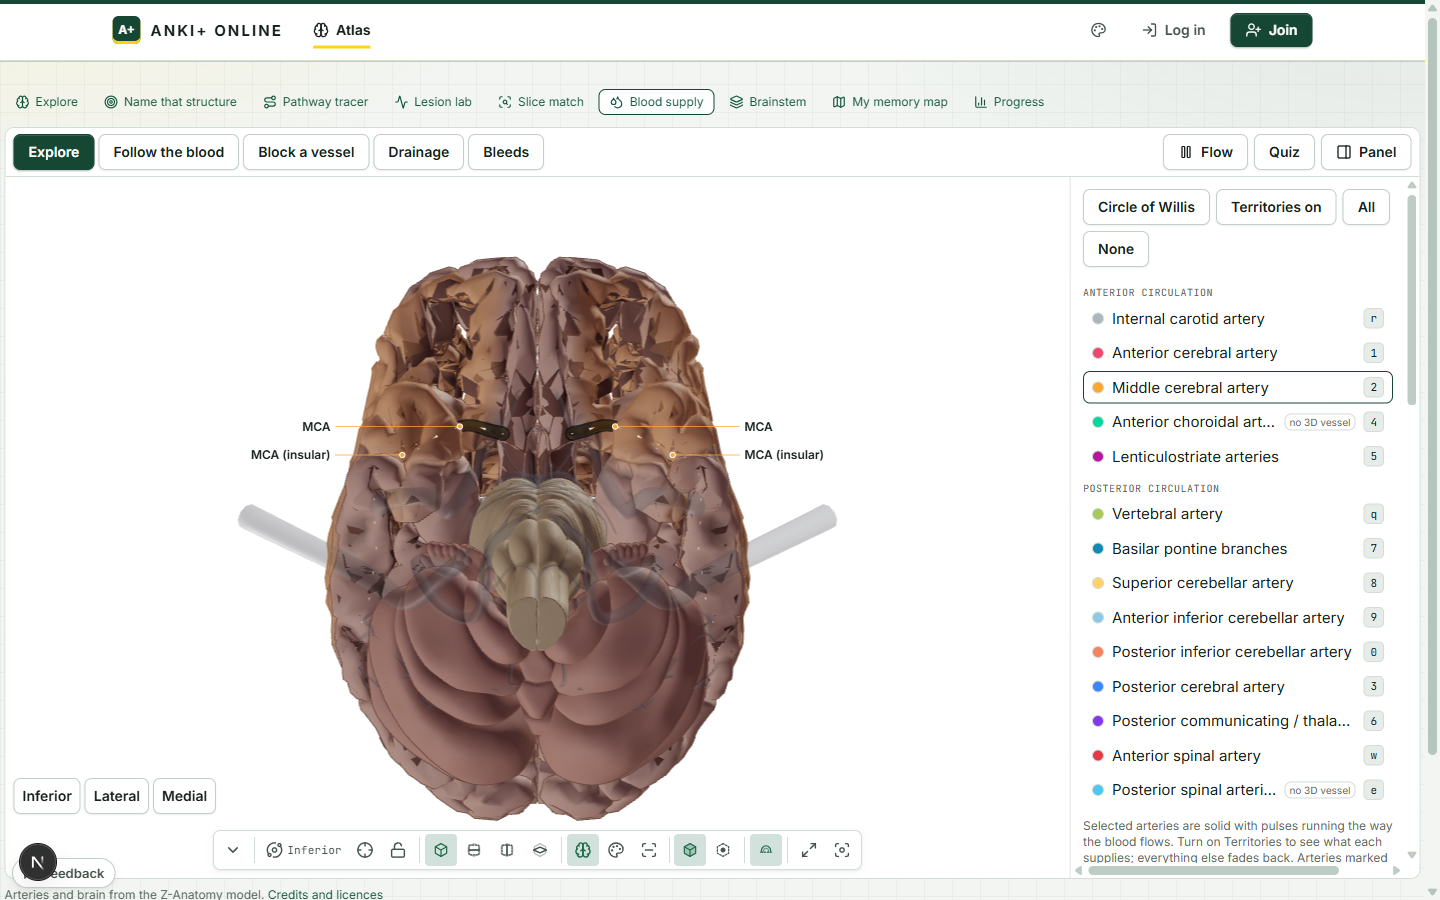 A+ ANKI+ ONLINE Atlas Log in Join
Explore Name that structure Pathway tracer Lesion lab Slice match Blood supply Brainstem My memory map Progress
Explore Follow the blood Block a vessel Drainage Bleeds Flow Quiz Panel
Circle of Willis Territories on All
None
ANTERIOR CIRCULATION
Internal carotid artery r
Anterior cerebral artery 1
Middle cerebral artery 2
Anterior choroidal art... no 3D vessel 4
Lenticulostriate arteries 5
POSTERIOR CIRCULATION
Vertebral artery q
Basilar pontine branches 7
Superior cerebellar artery 8
Anterior inferior cerebellar artery 9
Posterior inferior cerebellar artery 0
Posterior cerebral artery 3
Posterior communicating / thala... 6
Anterior spinal artery w
Posterior spinal arteri... no 3D vessel e
Selected arteries are solid with pulses running the way
the blood flows. Turn on Territories to see what each
supplies; everything else fades back. Arteries marked
MCA MCA
MCA (insular) MCA (insular)
Inferior Lateral Medial
Inferior
N eedback
Arteries and brain from the Z-Anatomy model. Credits and licences